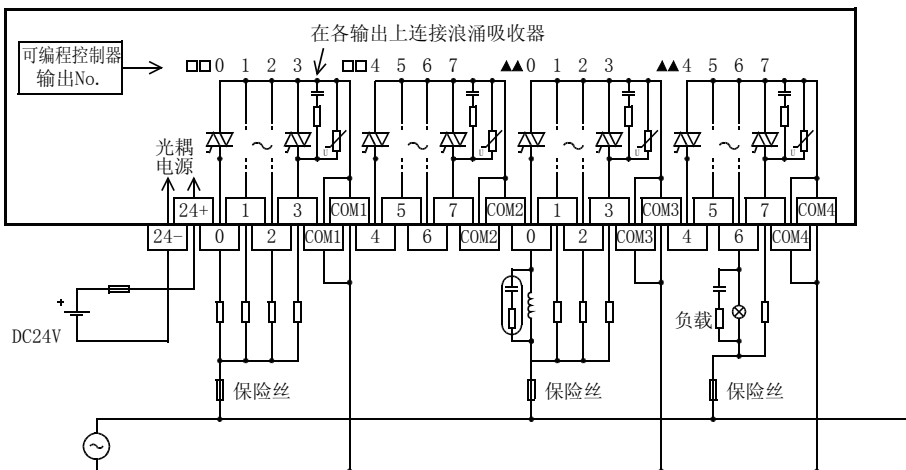 在各输出上连接浪涌吸收器
可编程控制器
输出No.
□□0 1 2 3 □□4 5 6 7 ▲▲0 1 2 3 ▲▲4 5 6 7
光耦
电源
U U U U
24+ 1 3 COM1 5 7 COM2 1 3 COM3 5 7 COM4
24- 0 2 COM1 4 6 COM2 0 2 COM3 4 6 COM4
+
DC24V
负载
保险丝 保险丝 保险丝